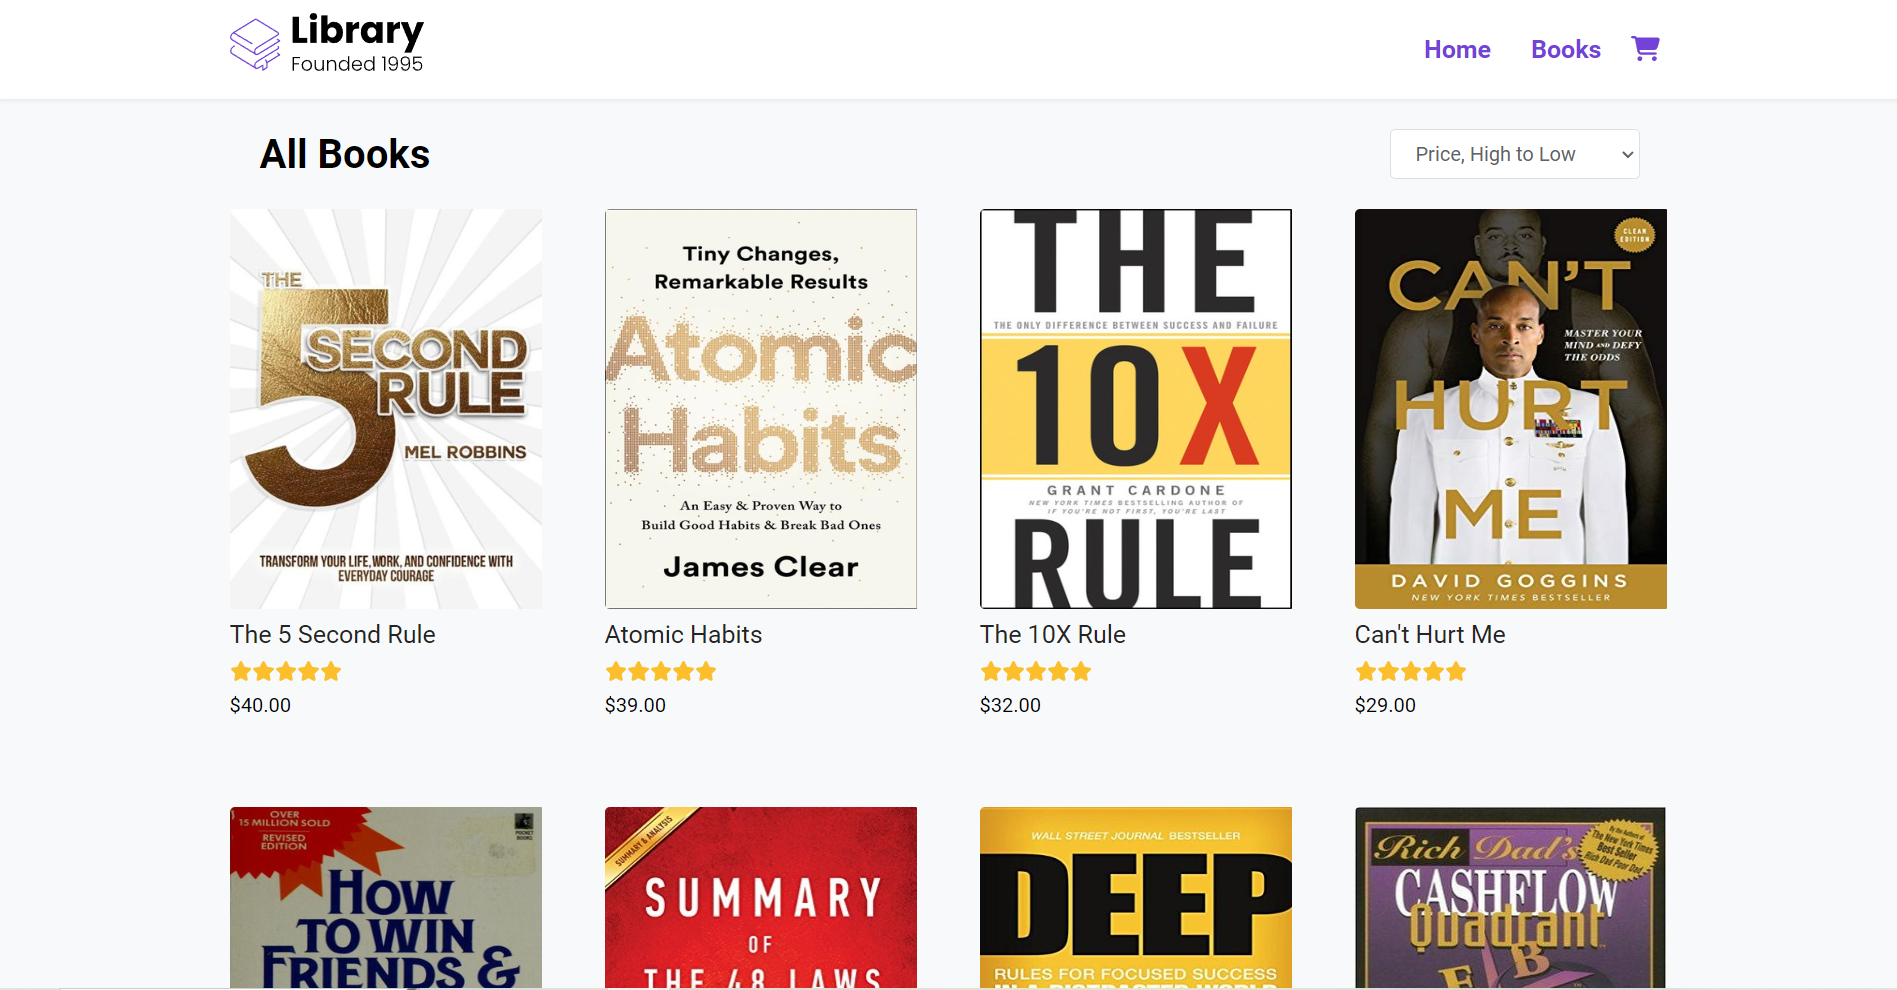 Library
Founded 1995
Home
Books
All Books
Price, High to Low
THE
5 SECOND
RULE
MEL ROBBINS
TRANSFORM YOUR LIFE, WORK, AND CONFIDENCE WITH
EVERYDAY COURAGE
Tiny Changes,
Remarkable Results
Atomic
Habits
An Easy & Proven Way to
Build Good Habits & Break Bad Ones
James Clear
THE
THE ONLY DIFFERENCE BETWEEN SUCCESS AND FAILURE
10X
GRANT CARDONE
NEW YORK TIMES BESTSELLING AUTHOR OF
IF YOU'RE NOT FIRST, YOU'RE LAST
RULE
CLEAN
EDITION
CAN'T
MASTER YOUR
MIND AND DEFY
THE ODDS
HURT
ME
DAVID GOGGINS
NEW YORK TIMES BESTSELLER
The 5 Second Rule
$40.00
Atomic Habits
$39.00
The 10X Rule
$32.00
Can't Hurt Me
$29.00
OVER
15 MILLION SOLD
REVISED
EDITION
POCKET
BOOKS
HOW
TO WIN
FRIENDS &
SUMMARY & ANALYSIS
SUMMARY
OF
THE 48 LAWS
WALL STREET JOURNAL BESTSELLER
DEEP
RULES FOR FOCUSED SUCCESS
IN A DISTRACTED WORLD
Rich Dad's
By the Authors of
The New York Times
Best Seller
Rich Dad Poor Dad
CASHFLOW
Quadrant
E B